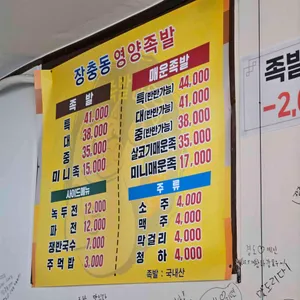 장충동 영양족발
족 발
특 41.000
대 38.000
중 35.000
미니족 15.000
사이드메뉴
녹두전 12.000
파 전 12.000
쟁반국수 7.000
주먹밥 3.000
매운족발
특(반반가능) 44.000
대(반반가능) 41.000
중(반반가능) 38.000
살코기매운족 35.000
미니매운족 17.000
주 류
소 주 4.000
맥 주 4.000
막걸리 4.000
청 하 4.000
족발 : 국내산
족발
-2,0